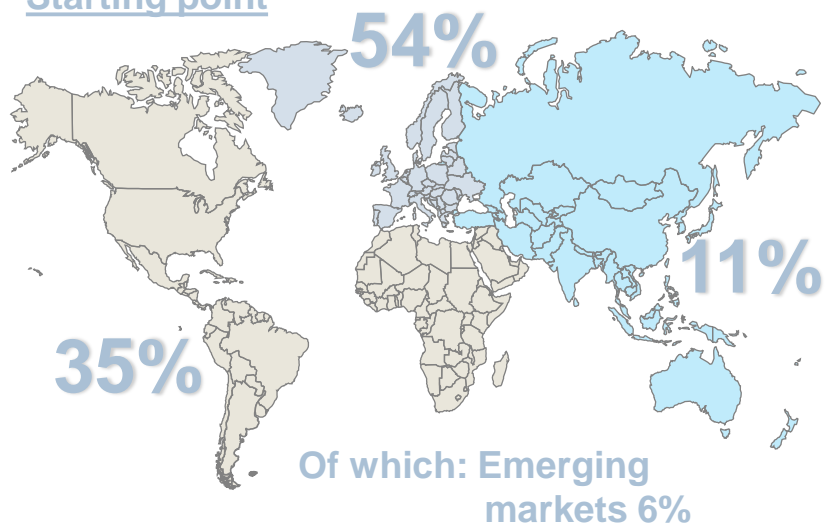 Starting point
54%
11%
35%
Of which: Emerging
markets 6%